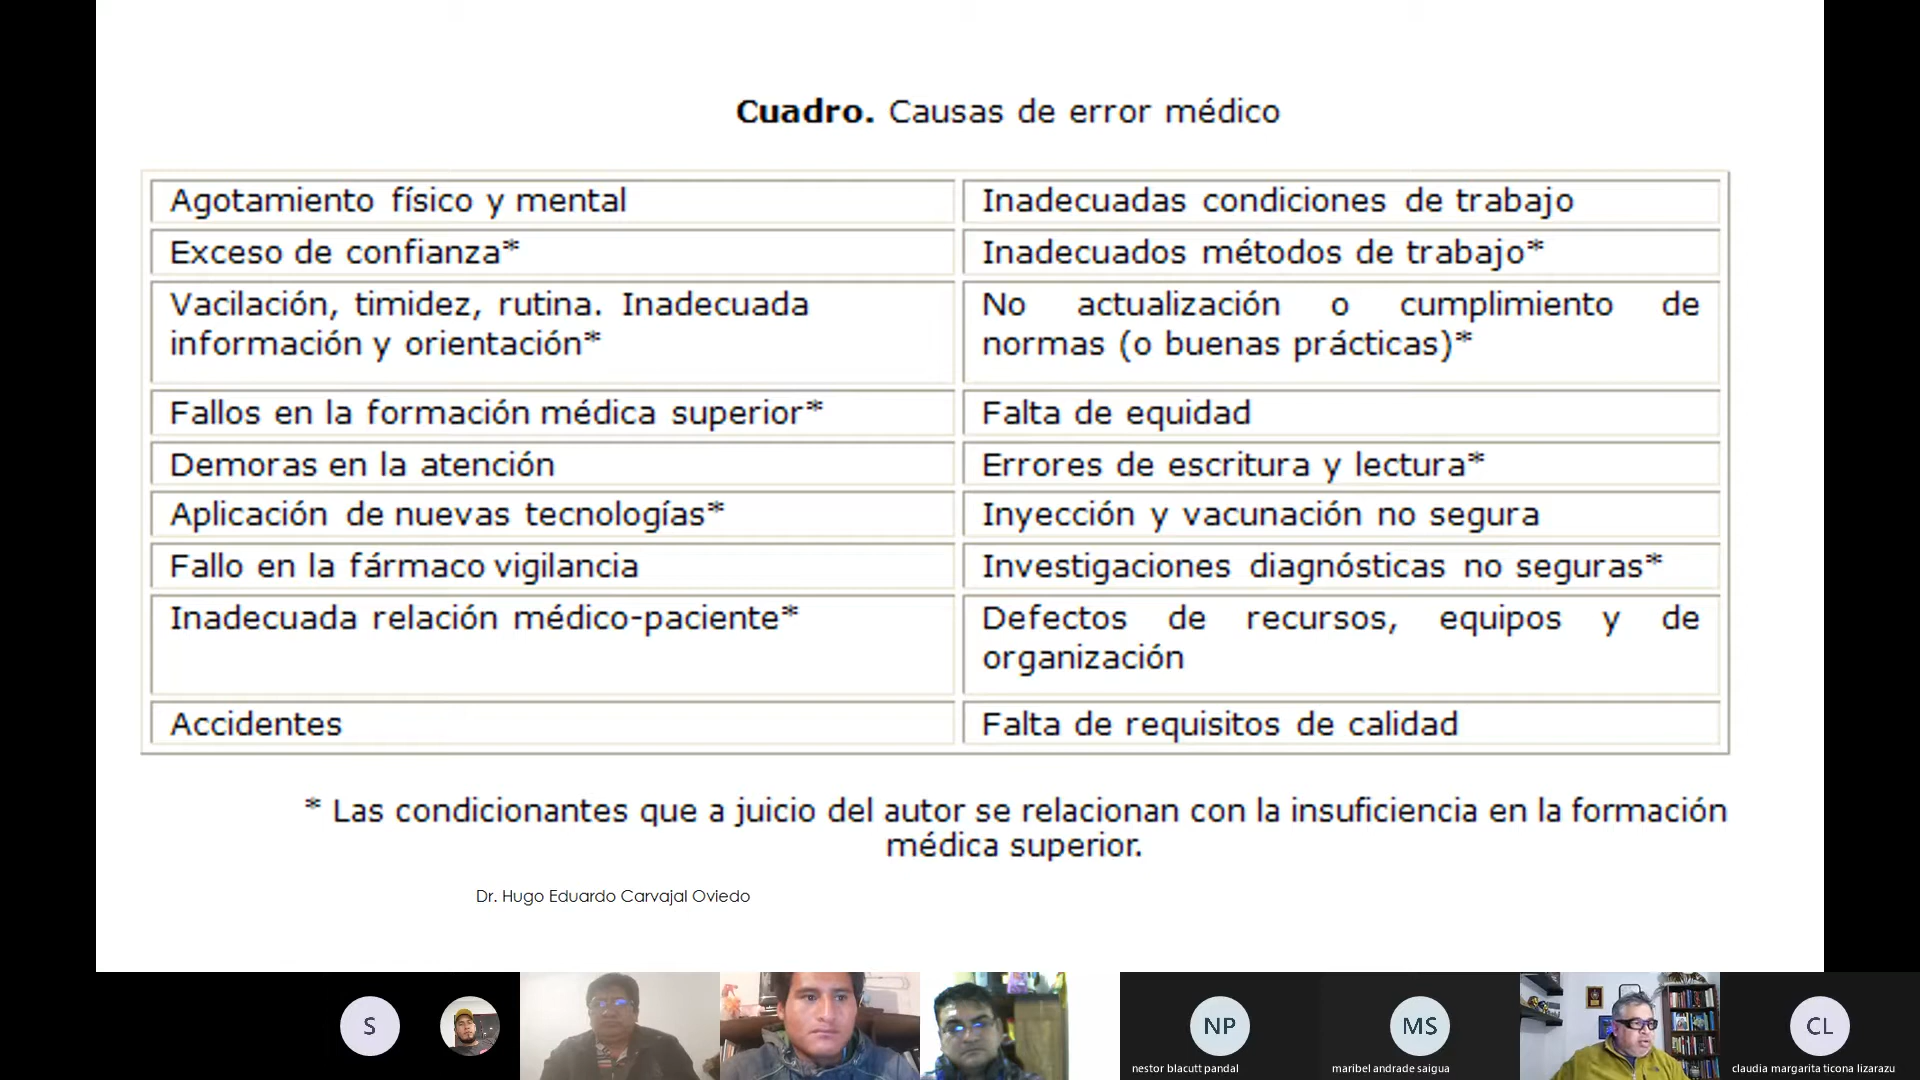 Cuadro. Causas de error médico
Agotamiento físico y mental
Inadecuadas condiciones de trabajo
Exceso de confianza*
Inadecuados métodos de trabajo*
Vacilación, timidez, rutina. Inadecuada
información y orientación*
No actualización o cumplimiento de
normas (o buenas prácticas)*
Fallos en la formación médica superior*
Falta de equidad
Demoras en la atención
Errores de escritura y lectura*
Aplicación de nuevas tecnologías*
Inyección y vacunación no segura
Fallo en la fármaco vigilancia
Investigaciones diagnósticas no seguras*
Inadecuada relación médico-paciente*
Defectos de recursos, equipos y de
organización
Accidentes
Falta de requisitos de calidad
* Las condicionantes que a juicio del autor se relacionan con la insuficiencia en la formación
médica superior.
Dr. Hugo Eduardo Carvajal Oviedo
S
NP
MS
CL
nestor blacutt pandal
maribel andrade saigua
claudia margarita ticona lizarazu